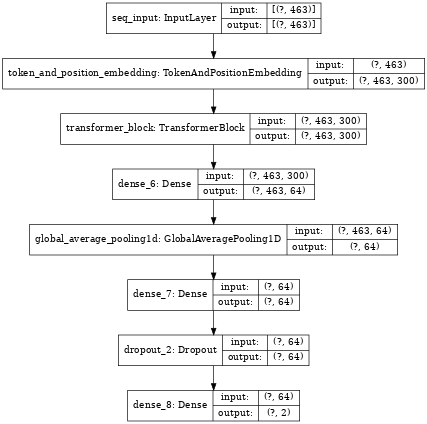 seq_input: InputLayer input: [(?, 463)]
output: [(?, 463)]
token_and_position_embedding: TokenAndPositionEmbedding input: (?, 463)
output: (?, 463, 300)
transformer_block: TransformerBlock input: (?, 463, 300)
output: (?, 463, 300)
dense_6: Dense input: (?, 463, 300)
output: (?, 463, 64)
global_average_pooling1d: GlobalAveragePooling1D input: (?, 463, 64)
output: (?, 64)
dense_7: Dense input: (?, 64)
output: (?, 64)
dropout_2: Dropout input: (?, 64)
output: (?, 64)
dense_8: Dense input: (?, 64)
output: (?, 2)